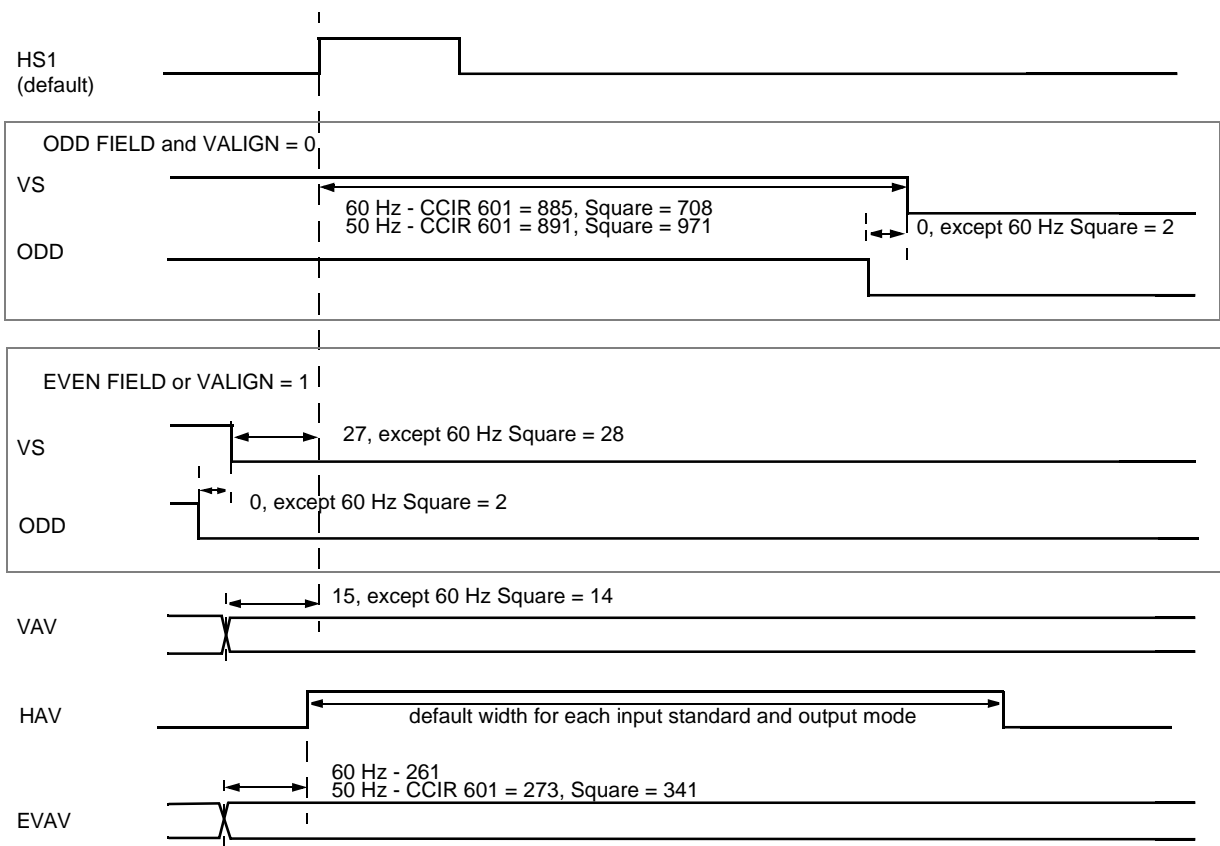 HS1
(default)
ODD FIELD and VALIGN = 0
VS
60 Hz - CCIR 601 = 885, Square = 708
50 Hz - CCIR 601 = 891, Square = 971
0, except 60 Hz Square = 2
ODD
EVEN FIELD or VALIGN = 1
VS
27, except 60 Hz Square = 28
0, except 60 Hz Square = 2
ODD
15, except 60 Hz Square = 14
VAV
HAV
default width for each input standard and output mode
60 Hz - 261
50 Hz - CCIR 601 = 273, Square = 341
EVAV